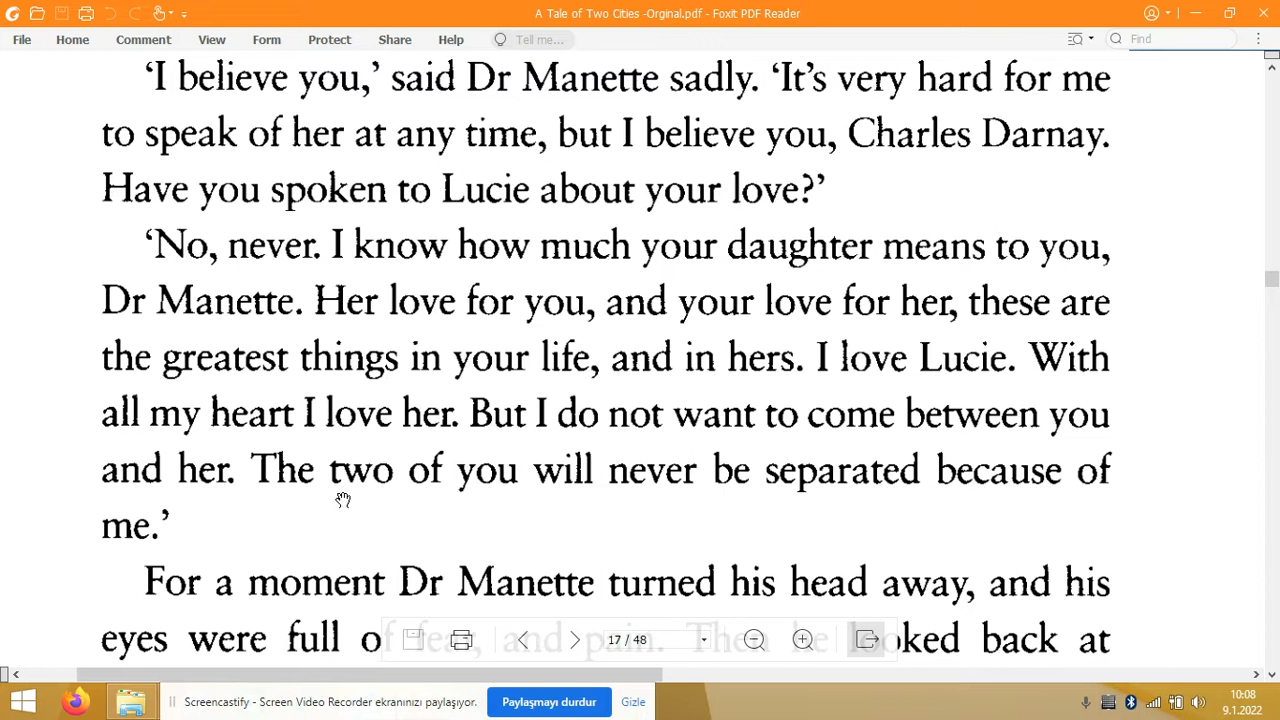 A Tale of Two Cities -Orginal.pdf - Foxit PDF Reader
File Home Comment View Form Protect Share Help Tell me... Find
‘I believe you,’ said Dr Manette sadly. ‘It’s very hard for me
to speak of her at any time, but I believe you, Charles Darnay.
Have you spoken to Lucie about your love?’
‘No, never. I know how much your daughter means to you,
Dr Manette. Her love for you, and your love for her, these are
the greatest things in your life, and in hers. I love Lucie. With
all my heart I love her. But I do not want to come between you
and her. The two of you will never be separated because of
me.’
For a moment Dr Manette turned his head away, and his
eyes were full of fear, and pain. Then he looked back at
17 / 48
Screencastify - Screen Video Recorder ekranınızı paylaşıyor. Paylaşmayı durdur Gizle
10:08
9.1.2022